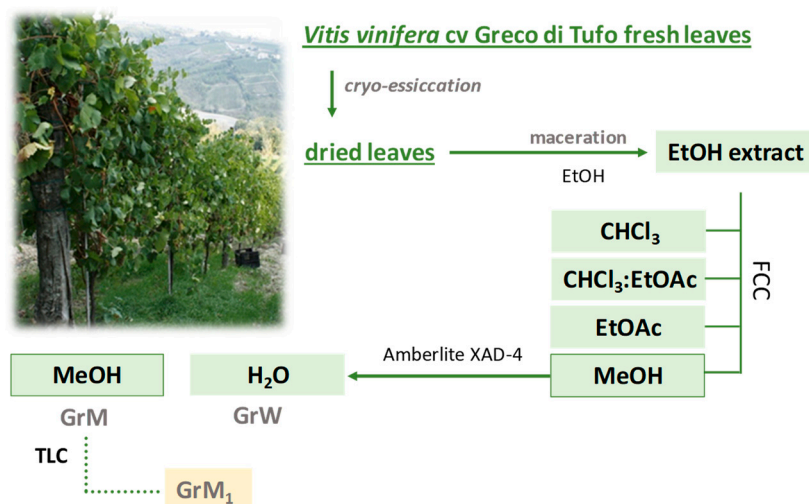 Vitis vinifera cv Greco di Tufo fresh leaves
cryo-essiccation
dried leaves
maceration
EtOH
EtOH extract
FCC
CHCl₃
CHCl₃:EtOAc
EtOAc
MeOH
Amberlite XAD-4
H₂O
GrW
MeOH
GrM
TLC
GrM₁